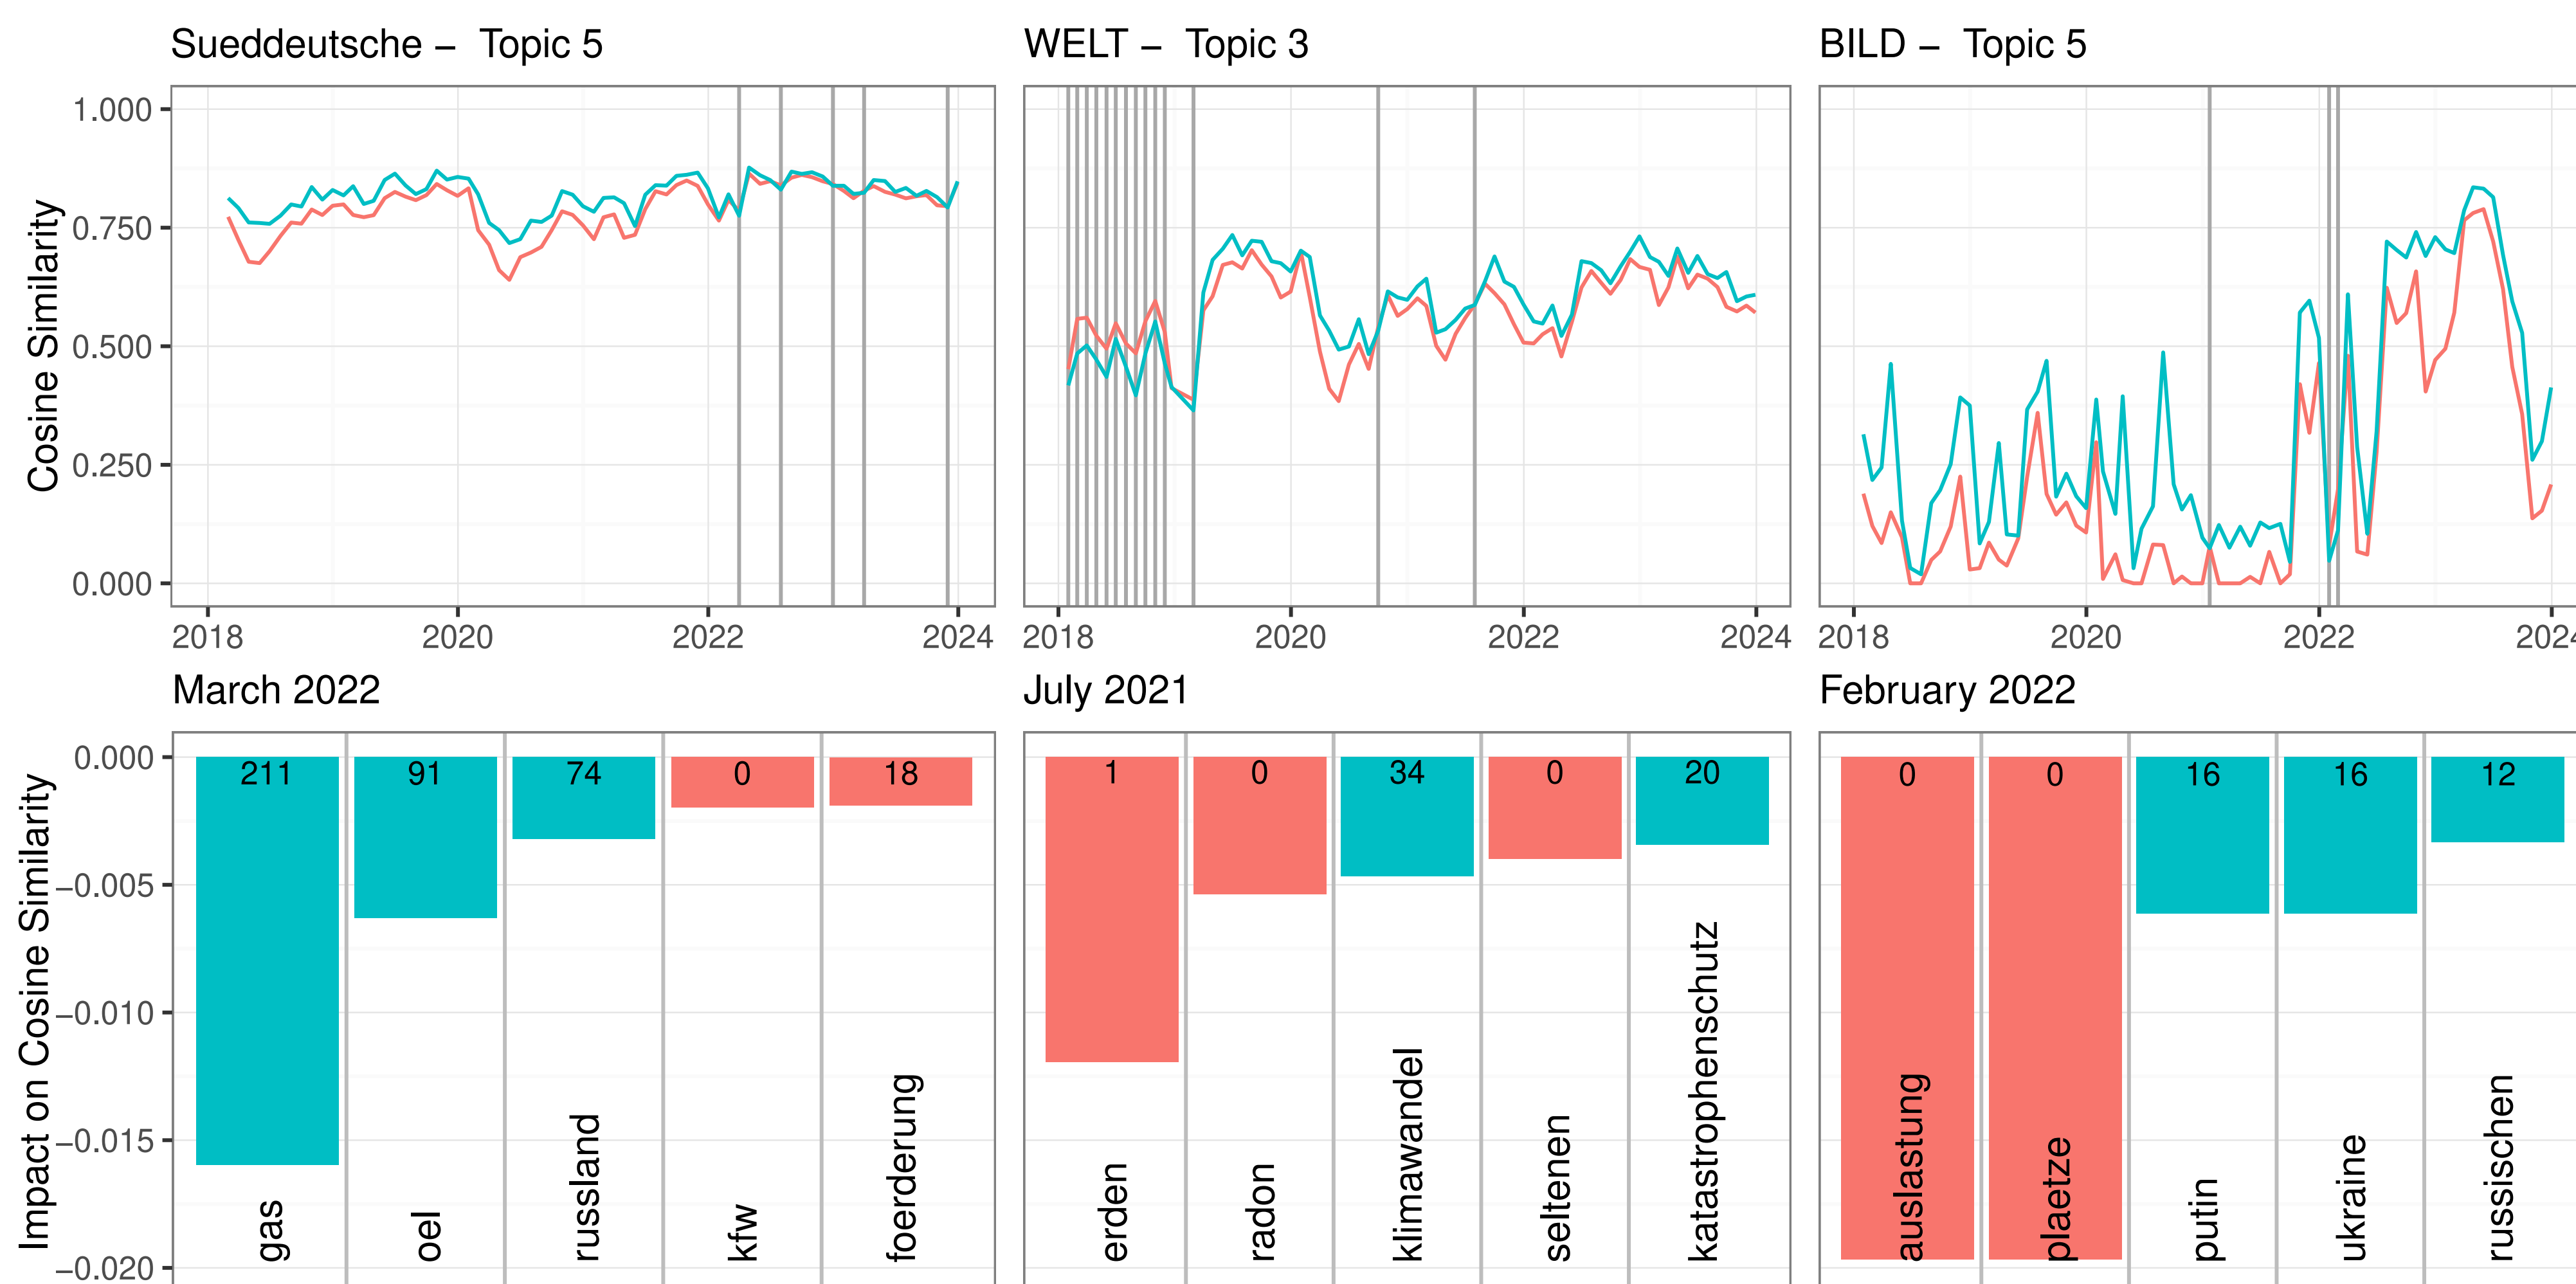 Sueddeutsche – Topic 5
WELT – Topic 3
BILD – Topic 5
Cosine Similarity
1.000
0.750
0.500
0.250
0.000
2018 2020 2022 2024
2018 2020 2022 2024
2018 2020 2022 2024
March 2022
July 2021
February 2022
Impact on Cosine Similarity
0.000
−0.005
−0.010
−0.015
−0.020
211 91 74 0 18
gas oel russland kfw foerderung
1 0 34 0 20
erden radon klimawandel seltenen katastrophenschutz
0 0 16 16 12
auslastung plaetze putin ukraine russischen